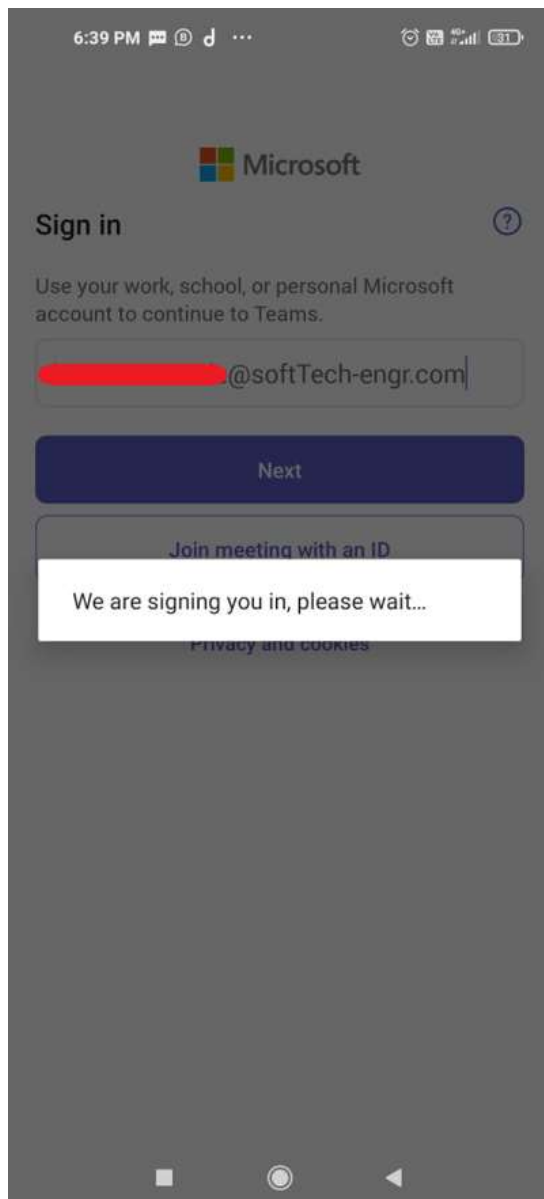 6:39 PM
31
Microsoft
Sign in
Use your work, school, or personal Microsoft
account to continue to Teams.
@softTech-engr.com
Next
Join meeting with an ID
We are signing you in, please wait...
Privacy and cookies